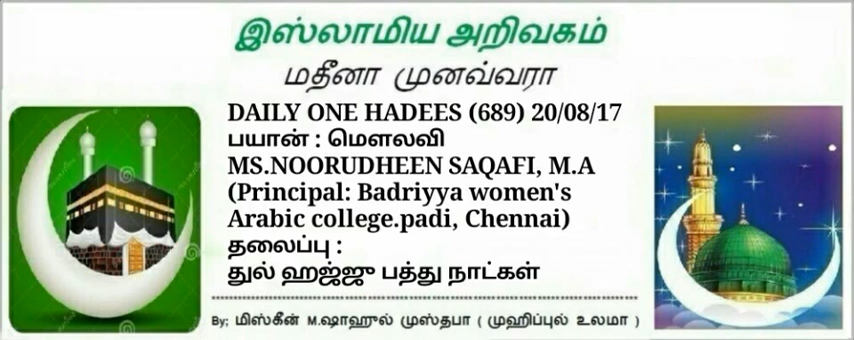 இஸ்லாமிய அறிவகம்
மதீனா முனவ்வரா
DAILY ONE HADEES (689) 20/08/17
பயான் : மௌலவி
MS.NOORUDHEEN SAQAFI, M.A
(Principal: Badriyya women's
Arabic college.padi, Chennai)
தலைப்பு :
துல் ஹஜ்ஜு பத்து நாட்கள்
By; மிஸ்கீன் M.ஷாஹுல் முஸ்தபா ( முஹிப்புல் உலமா )